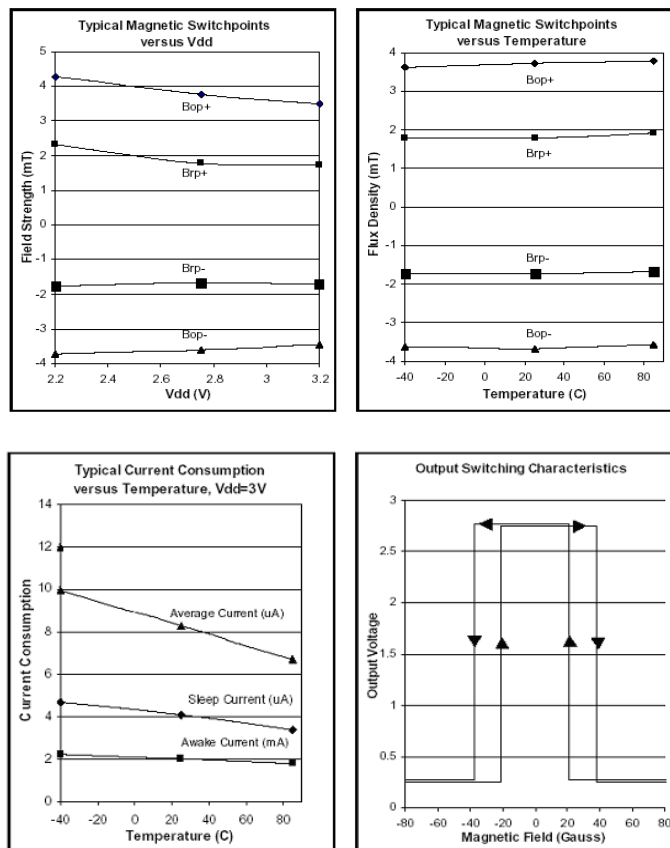 Typical Magnetic Switchpoints
versus Vdd
5
4
3
2
1
0
-1
-2
-3
-4
Field Strength (mT)
Bop+
Brp+
Brp-
Bop-
2.2 2.4 2.6 2.8 3 3.2
Vdd (V)
Typical Magnetic Switchpoints
versus Temperature
4
3
2
1
0
-1
-2
-3
-4
Flux Density (mT)
Bop+
Brp+
Brp-
Bop-
-40 -20 0 20 40 60 80
Temperature (C)
Typical Current Consumption
versus Temperature, Vdd=3V
14
12
10
8
6
4
2
0
Current Consumption
Average Current (uA)
Sleep Current (uA)
Awake Current (mA)
-40 -20 0 20 40 60 80
Temperature (C)
Output Switching Characteristics
3
2.5
2
1.5
1
0.5
0
Output Voltage
-80 -60 -40 -20 0 20 40 60 80
Magnetic Field (Gauss)